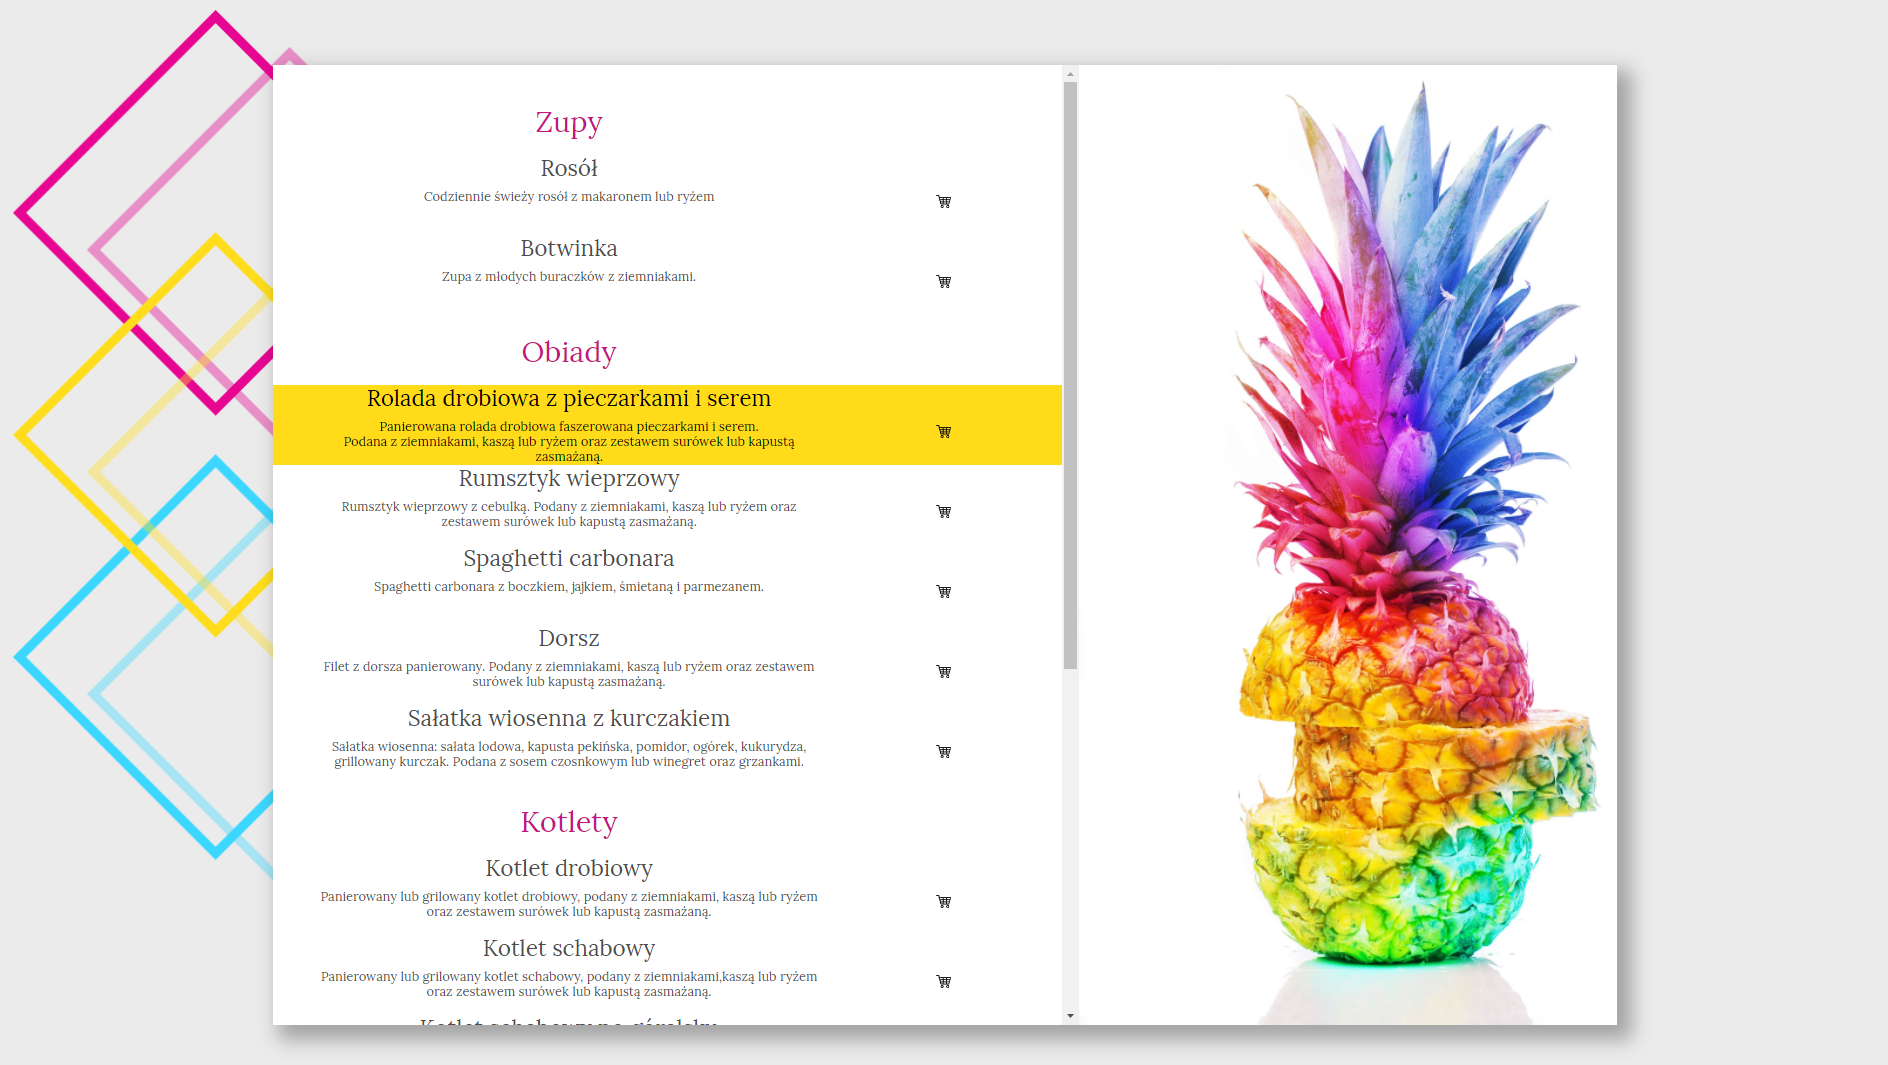 Zupy
Rosół
Codziennie świeży rosół z makaronem lub ryżem
Botwinka
Zupa z młodych buraczków z ziemniakami.
Obiady
Rolada drobiowa z pieczarkami i serem
Panierowana rolada drobiowa faszerowana pieczarkami i serem.
Podana z ziemniakami, kaszą lub ryżem oraz zestawem surówek lub kapustą
zasmażaną.
Rumsztyk wieprzowy
Rumsztyk wieprzowy z cebulką. Podany z ziemniakami, kaszą lub ryżem oraz
zestawem surówek lub kapustą zasmażaną.
Spaghetti carbonara
Spaghetti carbonara z boczkiem, jajkiem, śmietaną i parmezanem.
Dorsz
Filet z dorsza panierowany. Podany z ziemniakami, kaszą lub ryżem oraz zestawem
surówek lub kapustą zasmażaną.
Sałatka wiosenna z kurczakiem
Sałatka wiosenna: sałata lodowa, kapusta pekińska, pomidor, ogórek, kukurydza,
grillowany kurczak. Podana z sosem czosnkowym lub winegret oraz grzankami.
Kotlety
Kotlet drobiowy
Panierowany lub grilowany kotlet drobiowy, podany z ziemniakami, kaszą lub ryżem
oraz zestawem surówek lub kapustą zasmażaną.
Kotlet schabowy
Panierowany lub grilowany kotlet schabowy, podany z ziemniakami,kaszą lub ryżem
oraz zestawem surówek lub kapustą zasmażaną.
Kotlet schabowy po góralsku